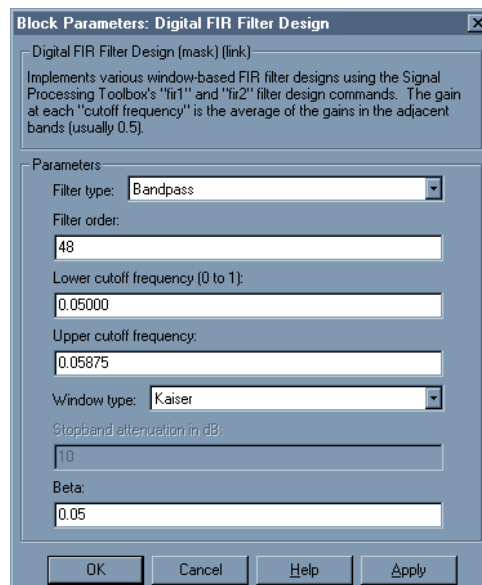 Block Parameters: Digital FIR Filter Design
Digital FIR Filter Design (mask) (link)
Implements various window-based FIR filter designs using the Signal
Processing Toolbox's "fir1" and "fir2" filter design commands. The gain
at each "cutoff frequency" is the average of the gains in the adjacent
bands (usually 0.5).
Parameters
Filter type: Bandpass
Filter order:
48
Lower cutoff frequency (0 to 1):
0.05000
Upper cutoff frequency:
0.05875
Window type: Kaiser
Stopband attenuation in dB:
10
Beta:
0.05
OK Cancel Help Apply